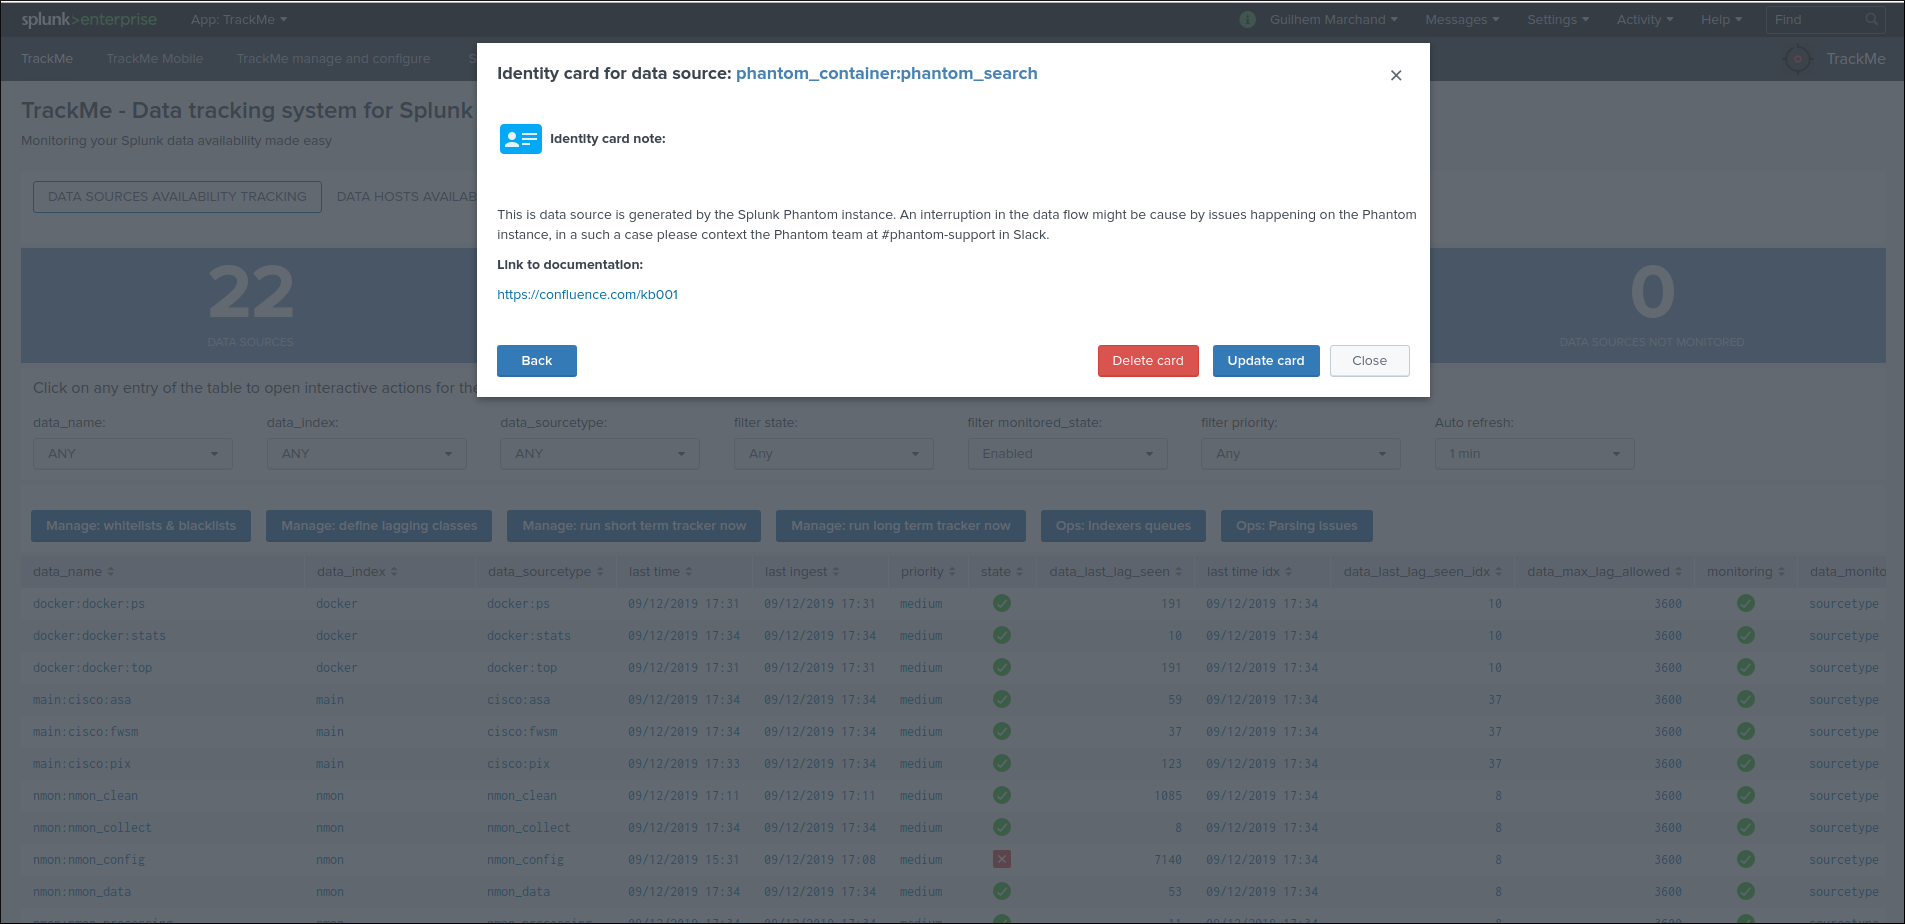 splunk>enterprise App: TrackMe i Guilhem Marchand Messages Settings Activity Help Find
TrackMe TrackMe Mobile TrackMe manage and configure S TrackMe
Identity card for data source: phantom_container:phantom_search
TrackMe - Data tracking system for Splunk
Monitoring your Splunk data availability made easy
Identity card note:
DATA SOURCES AVAILABILITY TRACKING DATA HOSTS AVAILAB
This is data source is generated by the Splunk Phantom instance. An interruption in the data flow might be cause by issues happening on the Phantom
instance, in a such a case please context the Phantom team at #phantom-support in Slack.
Link to documentation:
https://confluence.com/kb001
22 0
DATA SOURCES DATA SOURCES NOT MONITORED
Back Delete card Update card Close
Click on any entry of the table to open interactive actions for the
data_name: data_index: data_sourcetype: filter state: filter monitored_state: filter priority: Auto refresh:
ANY ANY ANY Any Enabled Any 1 min
Manage: whitelists & blacklists Manage: define lagging classes Manage: run short term tracker now Manage: run long term tracker now Ops: Indexers queues Ops: Parsing issues
data_name data_index data_sourcetype last time last ingest priority state data_last_lag_seen last time idx data_last_lag_seen_idx data_max_lag_allowed monitoring data_monito
docker:docker:ps docker docker:ps 09/12/2019 17:31 09/12/2019 17:31 medium 191 09/12/2019 17:34 10 3600 sourcetype
docker:docker:stats docker docker:stats 09/12/2019 17:34 09/12/2019 17:34 medium 10 09/12/2019 17:34 10 3600 sourcetype
docker:docker:top docker docker:top 09/12/2019 17:31 09/12/2019 17:31 medium 191 09/12/2019 17:34 10 3600 sourcetype
main:cisco:asa main cisco:asa 09/12/2019 17:34 09/12/2019 17:34 medium 59 09/12/2019 17:34 37 3600 sourcetype
main:cisco:fwsm main cisco:fwsm 09/12/2019 17:34 09/12/2019 17:34 medium 37 09/12/2019 17:34 37 3600 sourcetype
main:cisco:pix main cisco:pix 09/12/2019 17:33 09/12/2019 17:34 medium 123 09/12/2019 17:34 37 3600 sourcetype
nmon:nmon_clean nmon nmon_clean 09/12/2019 17:11 09/12/2019 17:11 medium 1085 09/12/2019 17:34 8 3600 sourcetype
nmon:nmon_collect nmon nmon_collect 09/12/2019 17:34 09/12/2019 17:34 medium 8 09/12/2019 17:34 8 3600 sourcetype
nmon:nmon_config nmon nmon_config 09/12/2019 15:31 09/12/2019 17:08 medium 7140 09/12/2019 17:34 8 3600 sourcetype
nmon:nmon_data nmon nmon_data 09/12/2019 17:34 09/12/2019 17:34 medium 53 09/12/2019 17:34 8 3600 sourcetype